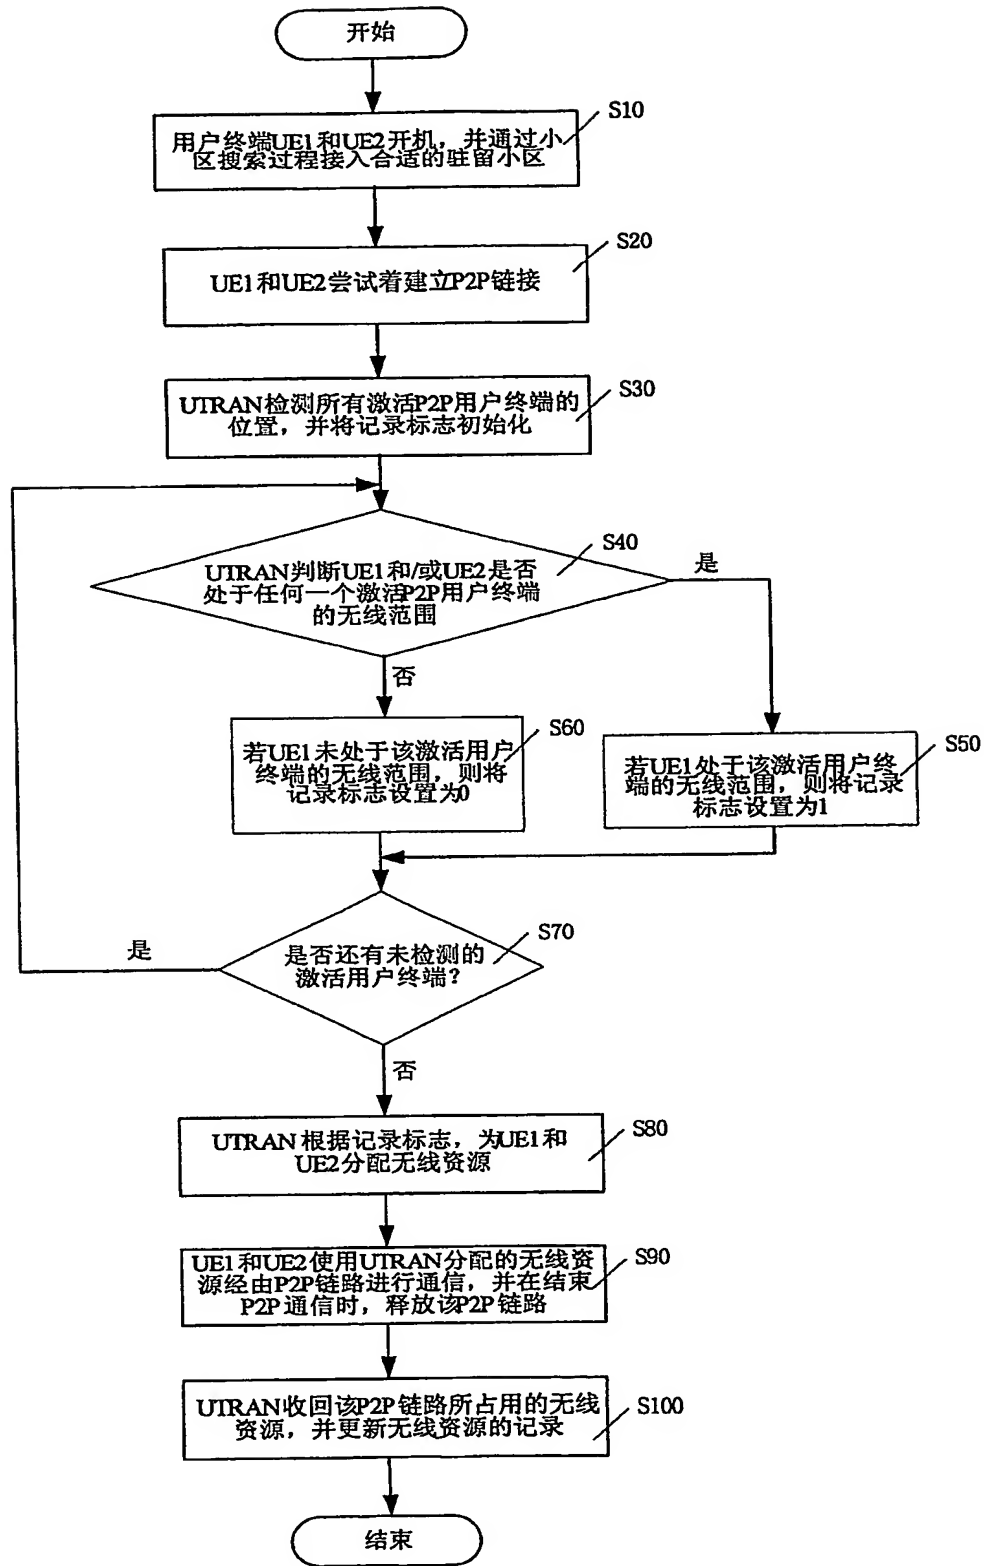 开始
S10
用户终端UE1和UE2开机，并通过小
区搜索过程接入合适的驻留小区
S20
UE1和UE2尝试着建立P2P链接
S30
UTRAN检测所有激活P2P用户终端的
位置，并将记录标志初始化
S40
是
UTRAN判断UE1和/或UE2是否
处于任何一个激活P2P用户终端
的无线范围
否
S60
若UE1未处于该激活用户
终端的无线范围，则将
记录标志设置为0
S50
若UE1处于该激活用户终
端的无线范围，则将记录
标志设置为1
是
S70
是否还有未检测的
激活用户终端？
否
S80
UTRAN根据记录标志，为UE1和
UE2分配无线资源
S90
UE1和UE2使用UTRAN分配的无线资
源经由P2P链路进行通信，并在结束
P2P通信时，释放该P2P链路
S100
UTRAN收回该P2P链路所占用的无线
资源，并更新无线资源的记录
结束